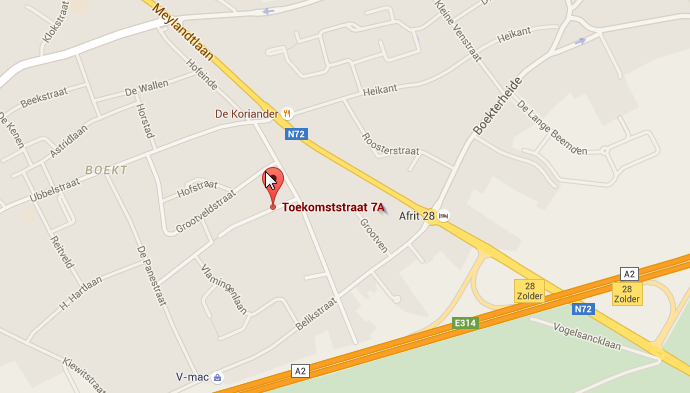 Klokstraat
Meylandtlaan
Kleine Venstraat
Heikant
Hofeinde
De Wallen
Beekstraat
Heikant
Boekterheide
De Koriander
Horstad
De Lange Beemden
De Kenen
Astridlaan
N72
Roosterstraat
BOEKT
Hofstraat
Ubbelstraat
Grootveldstraat
Toekomststraat 7A
Afrit 28
Grootven
Reitveld
De Panestraat
A2
H. Hartlaan
Vlamingenlaan
28
Zolder
28
Zolder
N72
Belikstraat
E314
Vogelsancklaan
Kiewitstraat
V-mac
A2